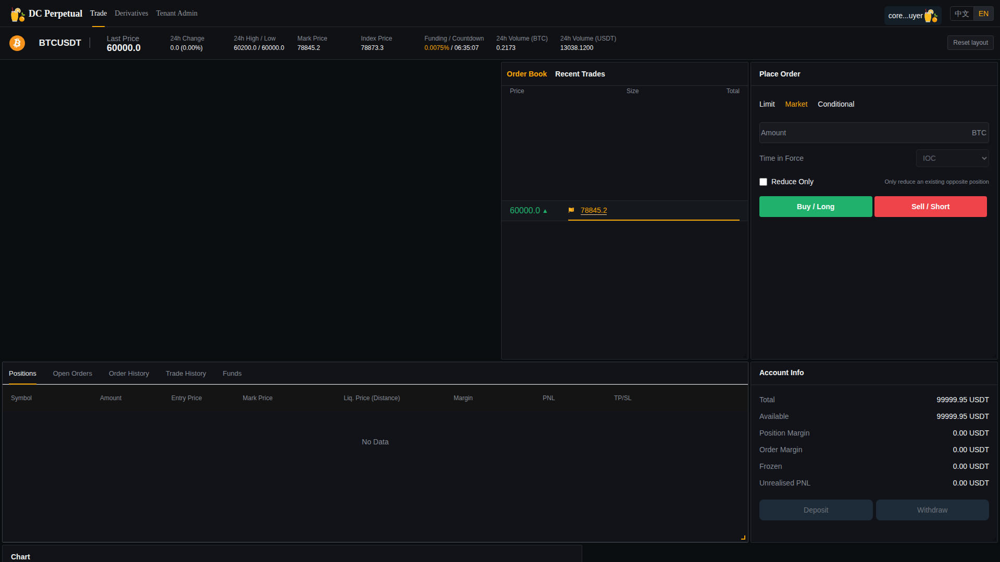 DC Perpetual Trade Derivatives Tenant Admin core...uyer 中文 EN
BTCUSDT
Last Price
60000.0
24h Change
0.0 (0.00%)
24h High / Low
60200.0 / 60000.0
Mark Price
78845.2
Index Price
78873.3
Funding / Countdown
0.0075% / 06:35:07
24h Volume (BTC)
0.2173
24h Volume (USDT)
13038.1200
Reset layout
Order Book Recent Trades
Price Size Total
60000.0 ▲ 78845.2
Place Order
Limit Market Conditional
Amount BTC
Time in Force IOC
Reduce Only Only reduce an existing opposite position
Buy / Long Sell / Short
Positions Open Orders Order History Trade History Funds
Symbol Amount Entry Price Mark Price Liq. Price (Distance) Margin PNL TP/SL
No Data
Account Info
Total 99999.95 USDT
Available 99999.95 USDT
Position Margin 0.00 USDT
Order Margin 0.00 USDT
Frozen 0.00 USDT
Unrealised PNL 0.00 USDT
Deposit Withdraw
Chart